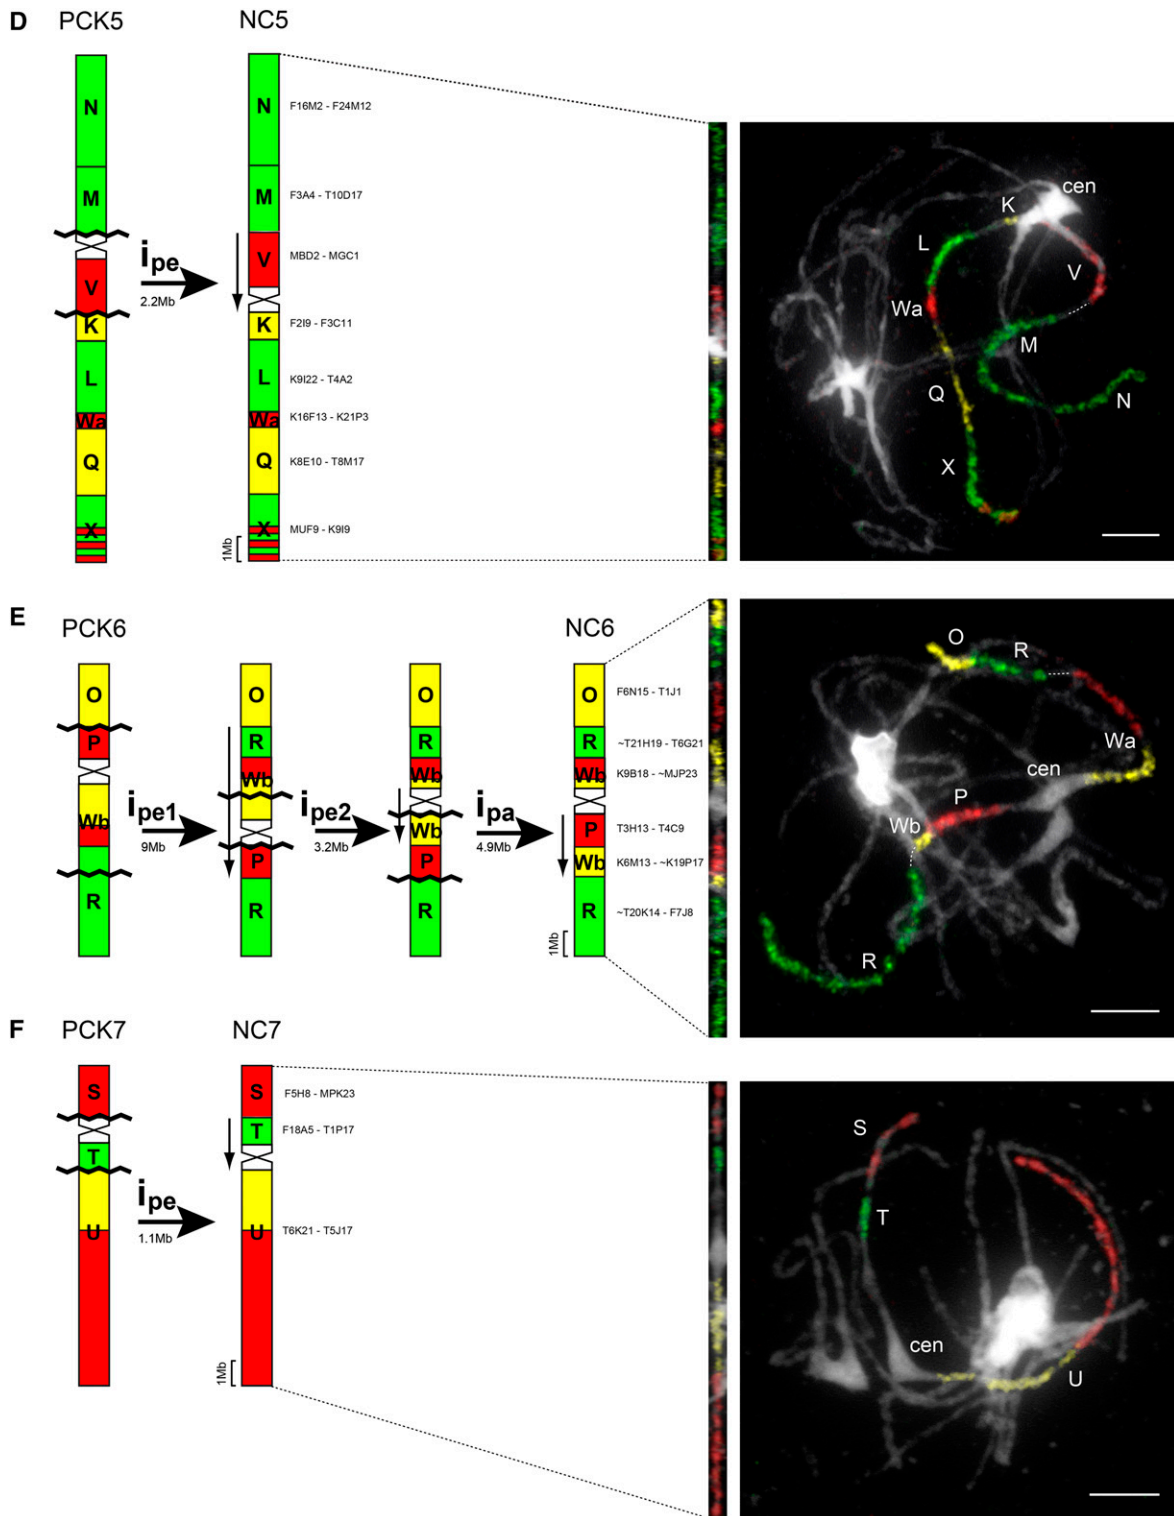 D
PCK5 NC5
N N F16M2 - F24M12
M M F3A4 - T10D17
V V MBD2 - MGC1
ipe
2.2Mb
K K F2I9 - F3C11
L L K9I22 - T4A2
Wa Wa K16F13 - K21P3
Q Q K8E10 - T8M17
X X MUF9 - K9I9
1Mb
cen
K
L
V
Wa
M
Q
N
X
E
PCK6 NC6
O O O O F6N15 - T1J1
P R R R ~T21H19 - T6G21
Wb Wb Wb K9B18 - ~MJP23
Wb Wb P T3H13 - T4C9
ipe1 ipe2 ipa
9Mb 3.2Mb 4.9Mb
P P Wb K6M13 - ~K19P17
R R R R ~T20K14 - F7J8
1Mb
O
R
Wa
cen
P
Wb
R
F
PCK7 NC7
S S F5H8 - MPK23
T T F18A5 - T1P17
ipe
1.1Mb
U U T6K21 - T5J17
1Mb
S
T
cen
U